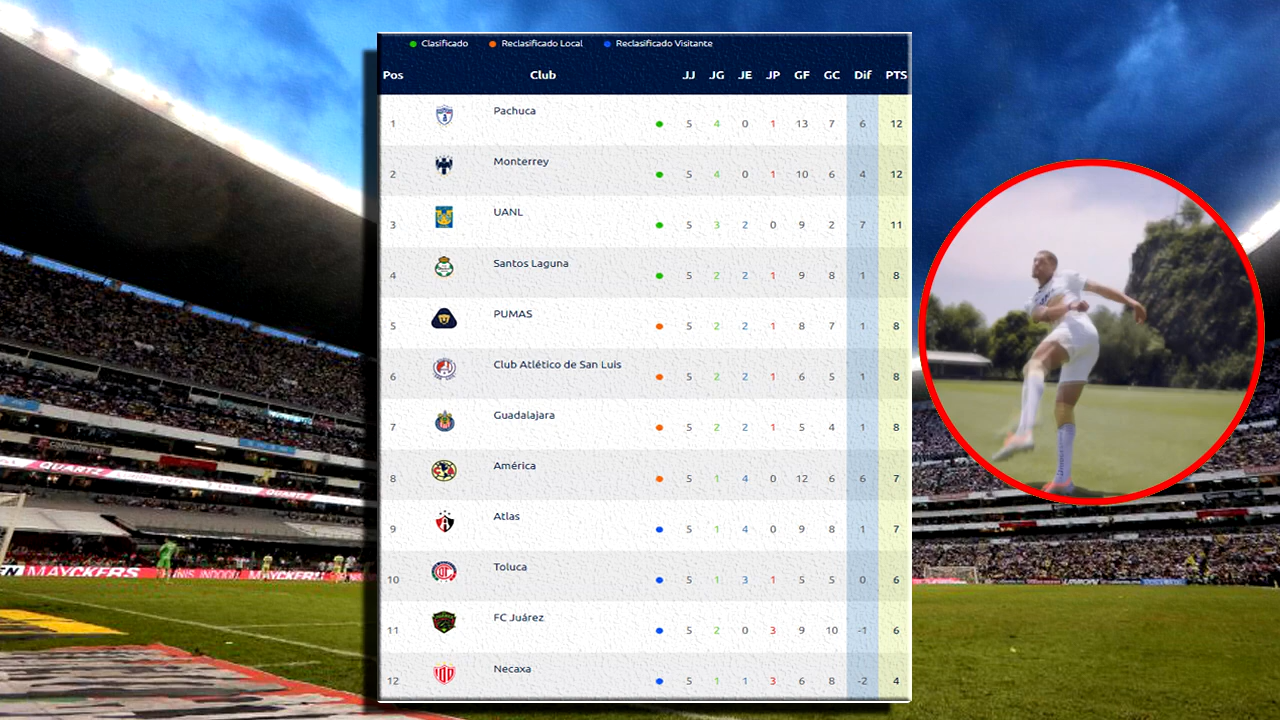 Clasificado Reclasificado Local Reclasificado Visitante
Pos Club JJ JG JE JP GF GC Dif PTS
1 Pachuca 5 4 0 1 13 7 6 12
2 Monterrey 5 4 0 1 10 6 4 12
3 UANL 5 3 2 0 9 2 7 11
4 Santos Laguna 5 2 2 1 9 8 1 8
5 PUMAS 5 2 2 1 8 7 1 8
6 Club Atlético de San Luis 5 2 2 1 6 5 1 8
7 Guadalajara 5 2 2 1 5 4 1 8
8 América 5 1 4 0 12 6 6 7
9 Atlas 5 1 4 0 9 8 1 7
10 Toluca 5 1 3 1 5 5 0 6
11 FC Juárez 5 2 0 3 9 10 -1 6
12 Necaxa 5 1 1 3 6 8 -2 4
QUARTZ
QUARTZ
MAYCKERS
MAYCKERS